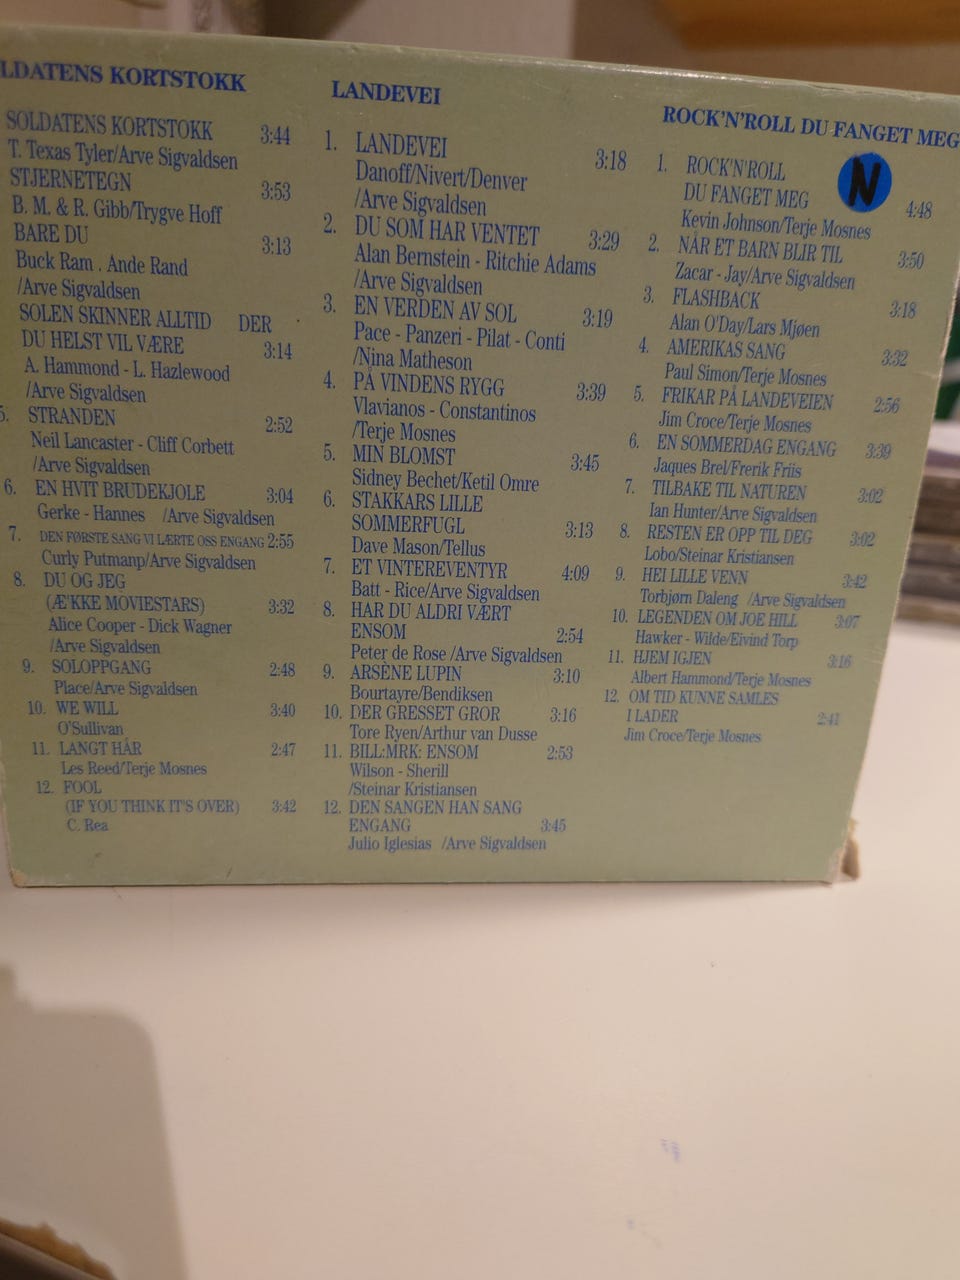 LDATENS KORTSTOKK
SOLDATENS KORTSTOKK 3:44
T. Texas Tyler/Arve Sigvaldsen
STJERNETEGN 3:53
B. M. & R. Gibb/Trygve Hoff
BARE DU 3:13
Buck Ram . Ande Rand
/Arve Sigvaldsen
SOLEN SKINNER ALLTID DER
DU HELST VIL VÆRE 3:14
A. Hammond - L. Hazlewood
/Arve Sigvaldsen
5. STRANDEN 2:52
Neil Lancaster - Cliff Corbett
/Arve Sigvaldsen
6. EN HVIT BRUDEKJOLE 3:04
Gerke - Hannes /Arve Sigvaldsen
7. DEN FØRSTE SANG VI LÆRTE OSS ENGANG 2:55
Curly Putmanp/Arve Sigvaldsen
8. DU OG JEG
(Æ'KKE MOVIESTARS) 3:32
Alice Cooper - Dick Wagner
/Arve Sigvaldsen
9. SOLOPPGANG 2:48
Place/Arve Sigvaldsen
10. WE WILL 3:40
O'Sullivan
11. LANGT HÅR 2:47
Les Reed/Terje Mosnes
12. FOOL
(IF YOU THINK IT'S OVER) 3:42
C. Rea
LANDEVEI
1. LANDEVEI 3:18
Danoff/Nivert/Denver
/Arve Sigvaldsen
2. DU SOM HAR VENTET 3:29
Alan Bernstein - Ritchie Adams
/Arve Sigvaldsen
3. EN VERDEN AV SOL 3:19
Pace - Panzeri - Pilat - Conti
/Nina Matheson
4. PÅ VINDENS RYGG 3:39
Vlavianos - Constantinos
/Terje Mosnes
5. MIN BLOMST 3:45
Sidney Bechet/Ketil Omre
6. STAKKARS LILLE
SOMMERFUGL 3:13
Dave Mason/Tellus
7. ET VINTEREVENTYR 4:09
Batt - Rice/Arve Sigvaldsen
8. HAR DU ALDRI VÆRT
ENSOM 2:54
Peter de Rose /Arve Sigvaldsen
9. ARSÈNE LUPIN 3:10
Bourtayre/Bendiksen
10. DER GRESSET GROR 3:16
Tore Ryen/Arthur van Dusse
11. BILL:MRK: ENSOM 2:53
Wilson - Sherill
/Steinar Kristiansen
12. DEN SANGEN HAN SANG
ENGANG 3:45
Julio Iglesias /Arve Sigvaldsen
ROCK'N'ROLL DU FANGET MEG
N
1. ROCK'N'ROLL
DU FANGET MEG 4:48
Kevin Johnson/Terje Mosnes
2. NÅR ET BARN BLIR TIL 3:50
Zacar - Jay/Arve Sigvaldsen
3. FLASHBACK 3:18
Alan O'Day/Lars Mjøen
4. AMERIKAS SANG 3:32
Paul Simon/Terje Mosnes
5. FRIKAR PÅ LANDEVEIEN 2:56
Jim Croce/Terje Mosnes
6. EN SOMMERDAG ENGANG 3:39
Jaques Brel/Frerik Friis
7. TILBAKE TIL NATUREN 3:02
Ian Hunter/Arve Sigvaldsen
8. RESTEN ER OPP TIL DEG 3:02
Lobo/Steinar Kristiansen
9. HEI LILLE VENN 3:42
Torbjørn Daleng /Arve Sigvaldsen
10. LEGENDEN OM JOE HILL 3:07
Hawker - Wilde/Eivind Torp
11. HJEM IGJEN 3:16
Albert Hammond/Terje Mosnes
12. OM TID KUNNE SAMLES
I LADER 2:41
Jim Croce/Terje Mosnes